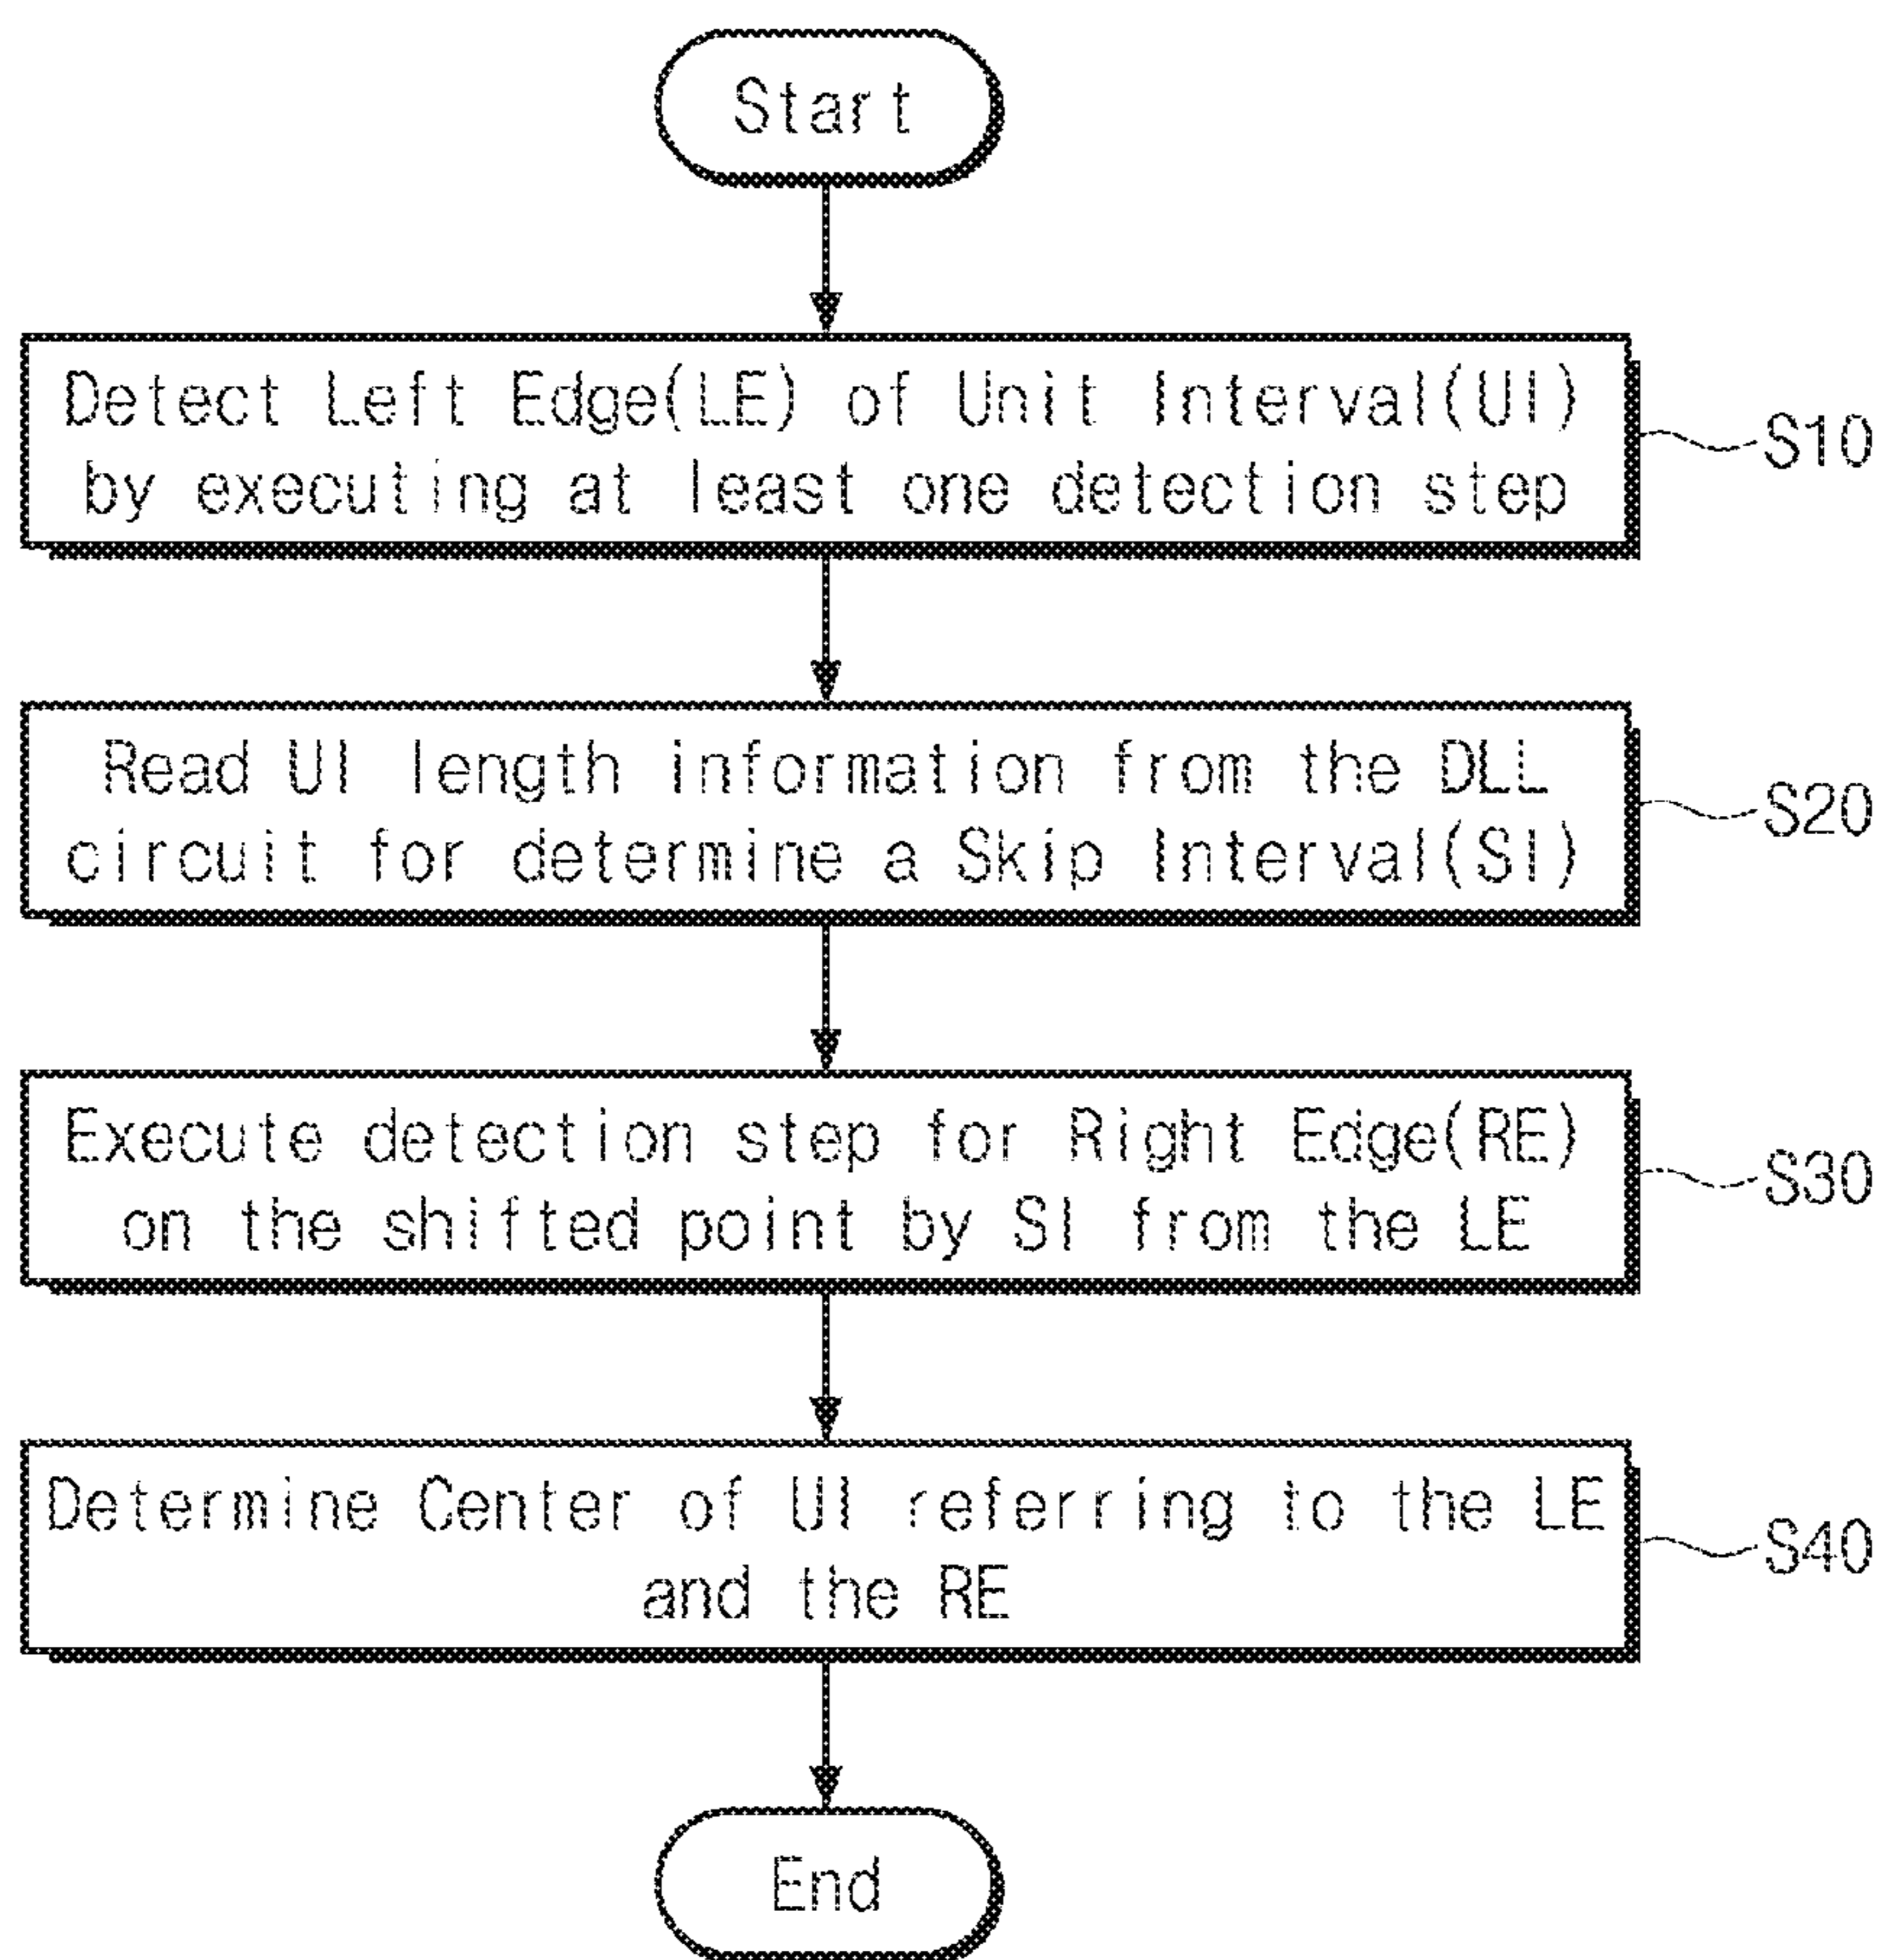 Start
Detect Left Edge(LE) of Unit Interval(UI)
by executing at least one detection step
S10
Read UI length information from the DLL
circuit for determine a Skip Interval(SI)
S20
Execute detection step for Right Edge(RE)
on the shifted point by SI from the LE
S30
Determine Center of UI referring to the LE
and the RE
S40
End